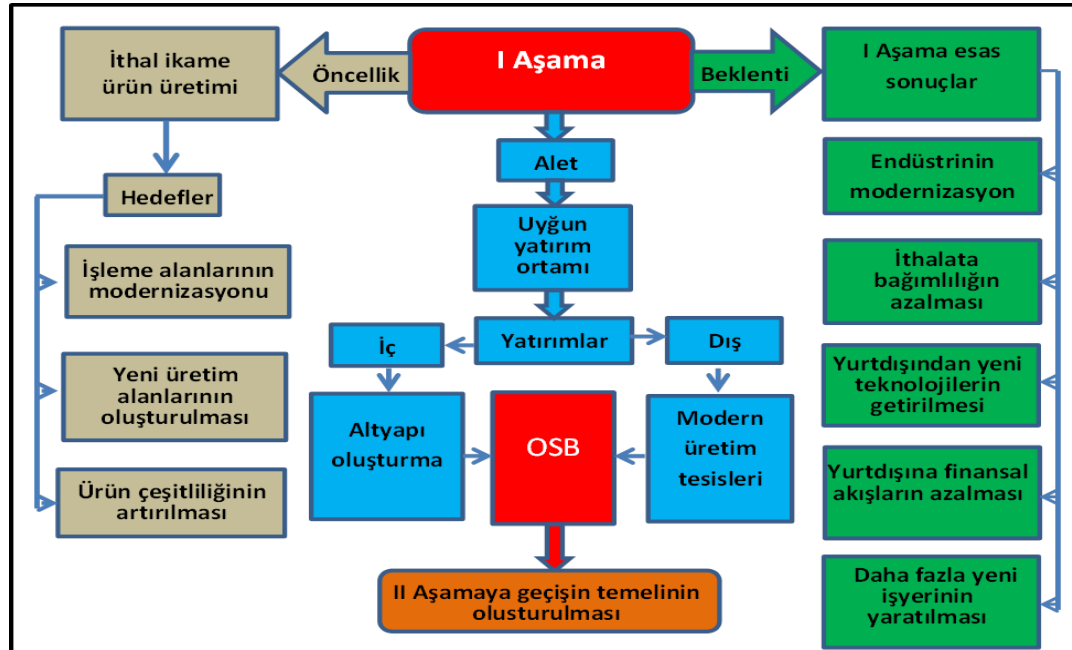 İthal ikame
ürün üretimi
Öncellik
I Aşama
Beklenti
I Aşama esas
sonuçlar
Alet
Endüstrinin
modernizasyon
Hedefler
Uyğun
yatırım
ortamı
İşleme alanlarının
modernizasyonu
İthalata
bağımlılığın
azalması
İç
Yatırımlar
Dış
Yeni üretim
alanlarının
oluşturulması
Yurtdışından yeni
teknolojilerin
getirilmesi
Altyapı
oluşturma
OSB
Modern
üretim
tesisleri
Ürün çeşitliliğinin
artırılması
Yurtdışına finansal
akışların azalması
II Aşamaya geçişin temelinin
olusturulması
Daha fazla yeni
işyerinin
yaratılması